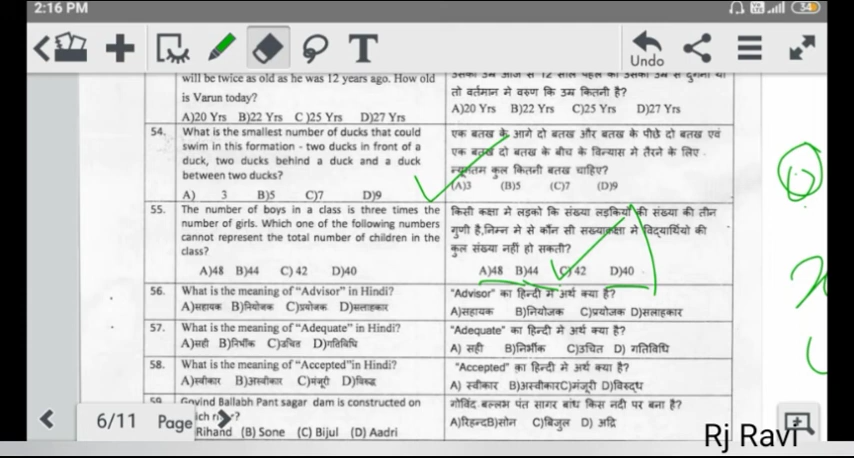 2:16 PM
34
T
Undo
will be twice as old as he was 12 years ago. How old
is Varun today?
A)20 Yrs B)22 Yrs C )25 Yrs D)27 Yrs
तो वर्तमान मे वरुण कि उम्र कितनी है?
A)20 Yrs B)22 Yrs C)25 Yrs D)27 Yrs
54. What is the smallest number of ducks that could
swim in this formation - two ducks in front of a
duck, two ducks behind a duck and a duck
between two ducks?
A) 3 B)5 C)7 D)9
एक बतख के आगे दो बतख और बतख के पीछे दो बतख एवं
एक बतख दो बतख के बीच के विन्यास मे तैरने के लिए
न्यूनतम कुल कितनी बतख चाहिए?
(A)3 (B)5 (C)7 (D)9
55. The number of boys in a class is three times the
number of girls. Which one of the following numbers
cannot represent the total number of children in the
class?
A)48 B)44 C) 42 D)40
किसी कक्षा मे लड़को कि संख्या लड़कियों की संख्या की तीन
गुणी है,निम्न मे से कौन सी सख्या कक्षा मे विद्यार्थियो की
कुल संख्या नहीं हो सकती?
A)48 B)44 C) 42 D)40
56. What is the meaning of "Advisor" in Hindi?
A)सहायक B)नियोजक C)प्रयोजक D)सलाहकार
"Advisor" का हिन्दी में अर्थ क्या है?
A)सहायक B)नियोजक C)प्रयोजक D)सलाहकार
57. What is the meaning of "Adequate" in Hindi?
A)सही B)निर्भीक C)उचित D)गतिविधि
"Adequate" का हिन्दी मे अर्थ क्या है?
A) सही B)निर्भीक C)उचित D) गतिविधि
58. What is the meaning of "Accepted"in Hindi?
A)स्वीकार B)अस्वीकार C)मंजूरी D)विरुद्ध
"Accepted" का हिन्दी मे अर्थ क्या है?
A) स्वीकार B)अस्वीकारC)मंजूरी D)विरुद्ध
59 Govind Ballabh Pant sagar dam is constructed on
Rihand (B) Sone (C) Bijul (D) Aadri
गोविंद बल्लभ पंत सागर बांध किस नदी पर बना है?
A)रिहन्दB)सोन C)बिजुल D) अद्रि
6/11 Page
Rj Ravi